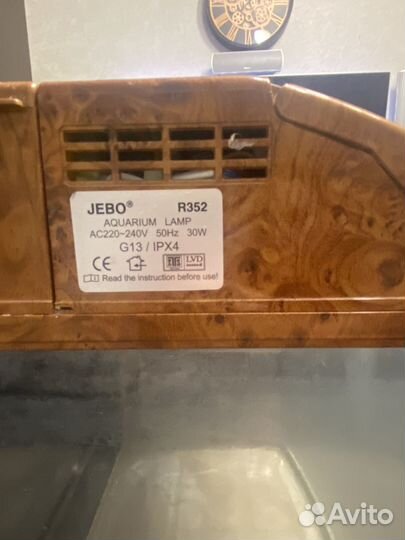 JEBO® R352
AQUARIUM LAMP
AC220~240V 50Hz 30W
G13 / IPX4
CE LVD
Read the instruction before use!
Avito